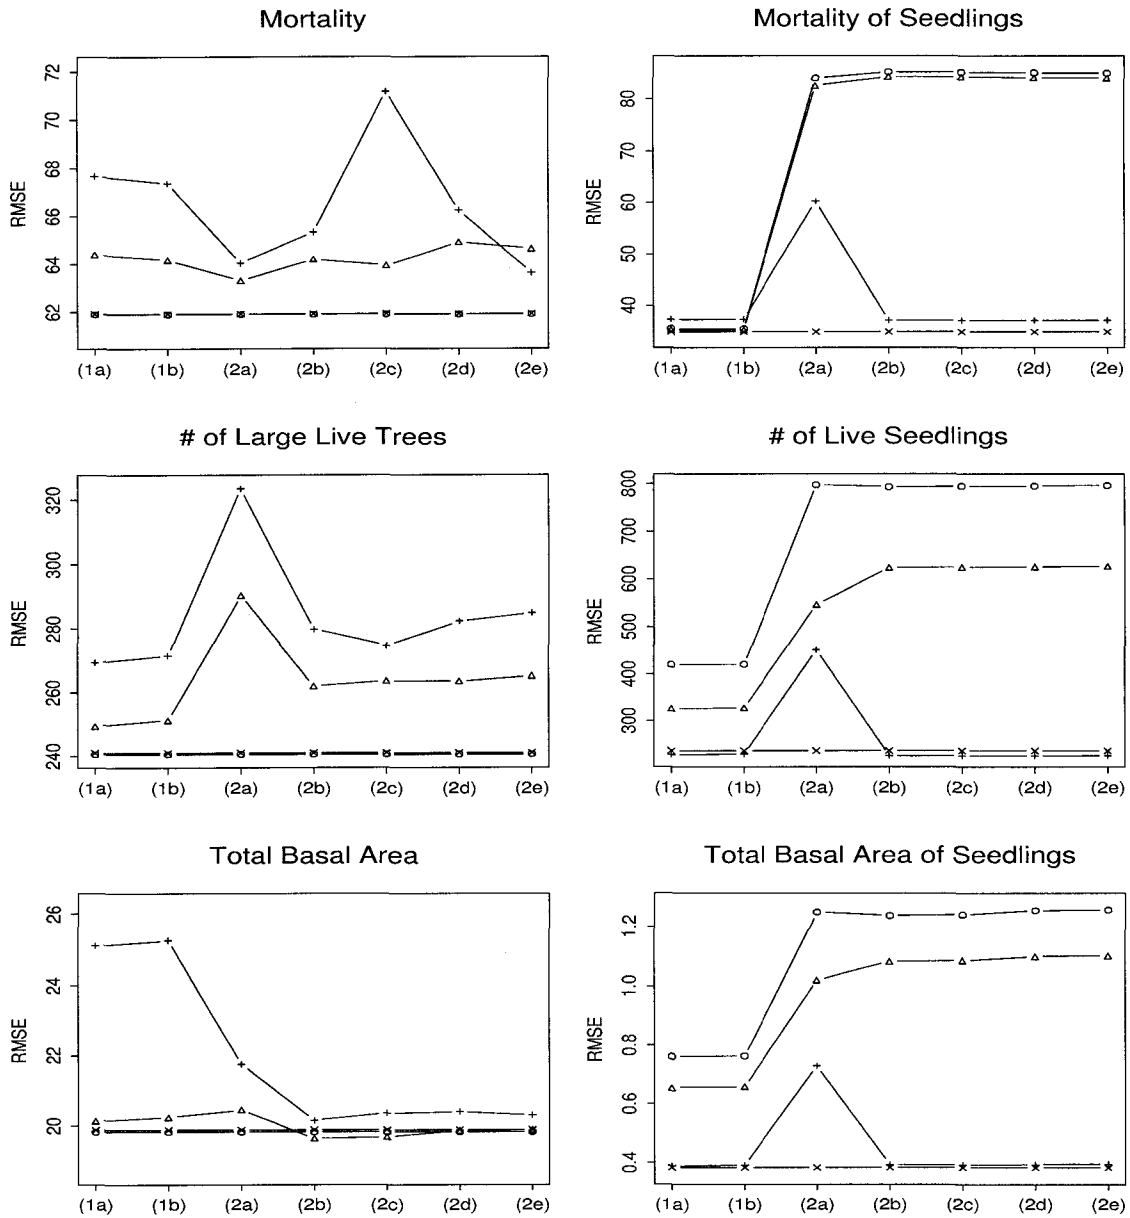 Mortality
RMSE
72
70
68
66
64
62
(1a) (1b) (2a) (2b) (2c) (2d) (2e)
Mortality of Seedlings
RMSE
80
70
60
50
40
(1a) (1b) (2a) (2b) (2c) (2d) (2e)
# of Large Live Trees
RMSE
320
300
280
260
240
(1a) (1b) (2a) (2b) (2c) (2d) (2e)
# of Live Seedlings
RMSE
800
700
600
500
400
300
(1a) (1b) (2a) (2b) (2c) (2d) (2e)
Total Basal Area
RMSE
26
24
22
20
(1a) (1b) (2a) (2b) (2c) (2d) (2e)
Total Basal Area of Seedlings
RMSE
1.2
1.0
0.8
0.6
0.4
(1a) (1b) (2a) (2b) (2c) (2d) (2e)